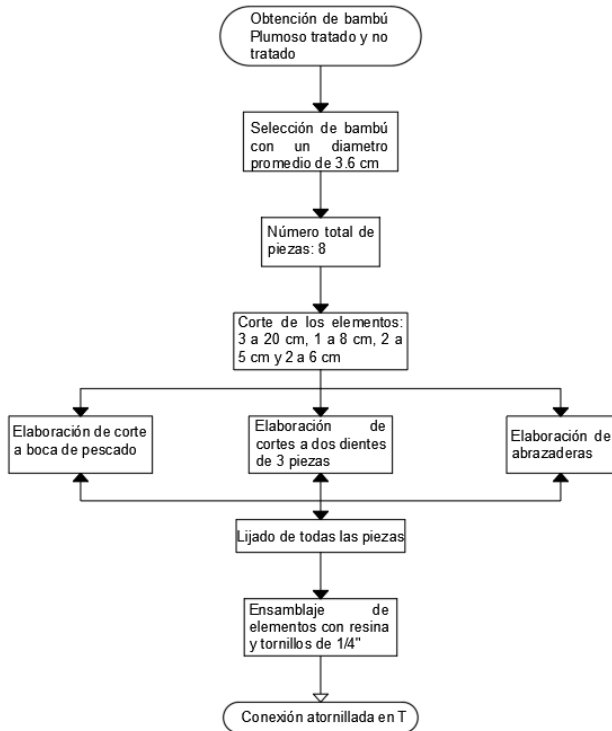 Obtención de bambú
Plumoso tratado y no
tratado
Selección de bambú
con un diametro
promedio de 3.6 cm
Número total de
piezas: 8
Corte de los elementos:
3 a 20 cm, 1 a 8 cm, 2 a
5 cm y 2 a 6 cm
Elaboración de corte
a boca de pescado
Elaboración de
cortes a dos dientes
de 3 piezas
Elaboración de
abrazaderas
Lijado de todas las piezas
Ensamblaje de
elementos con resina
y tornillos de 1/4"
Conexión atornillada en T